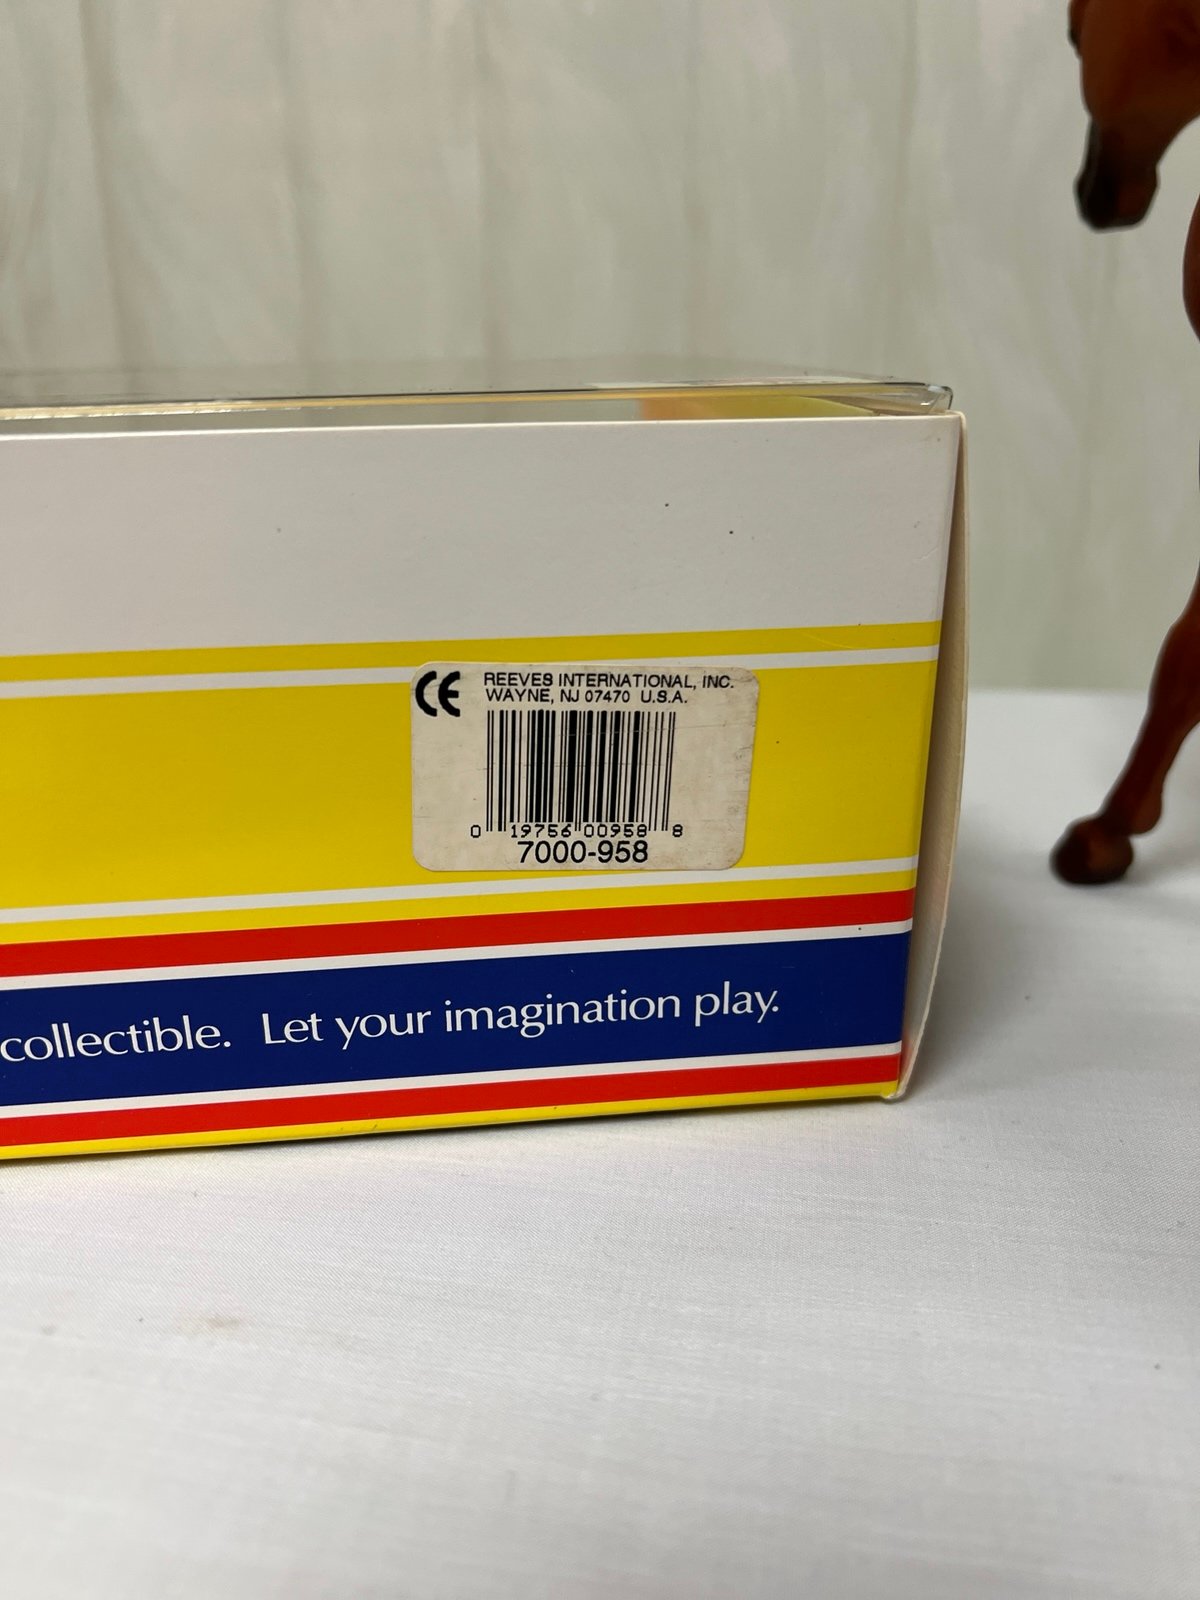 CE
REEVES INTERNATIONAL, INC.
WAYNE, NJ 07470 U.S.A.
0 19756 00958 8
7000-958
collectible. Let your imagination play.